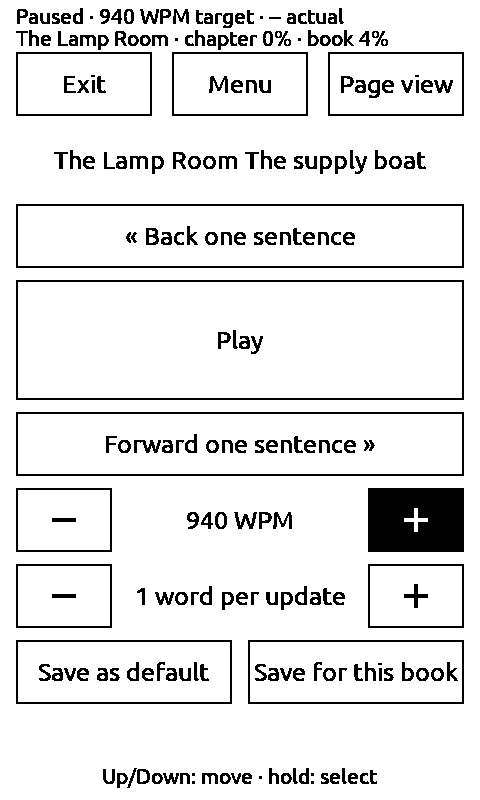 Paused · 940 WPM target · – actual
The Lamp Room · chapter 0% · book 4%
Exit
Menu
Page view
The Lamp Room The supply boat
« Back one sentence
Play
Forward one sentence »
– 940 WPM +
– 1 word per update +
Save as default
Save for this book
Up/Down: move · hold: select